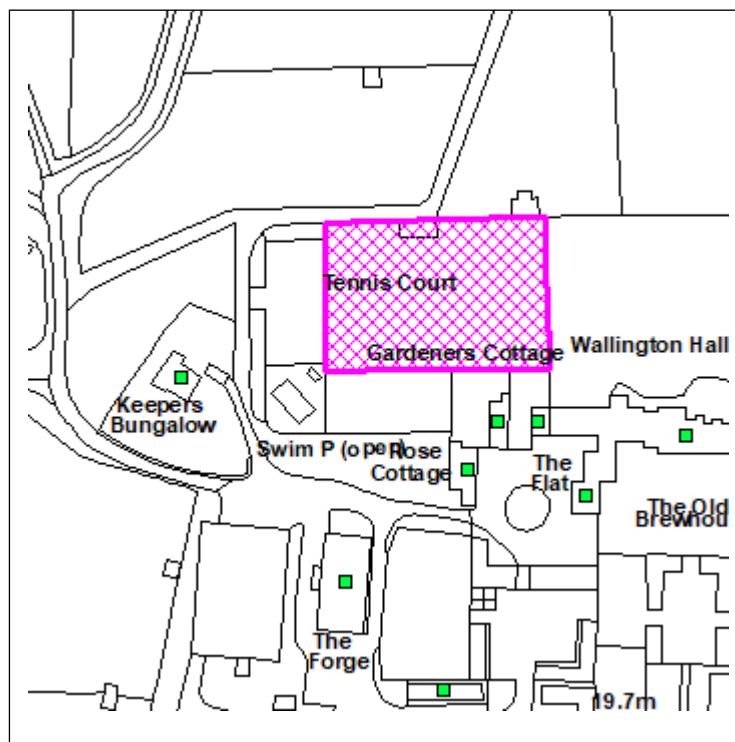 Tennis Court
Gardeners Cottage
Wallington Hall
Keepers
Bungalow
Swim P (open)
Rose
Cottage
The
Flat
The Old
Brewhou
The
Forge
19.7m